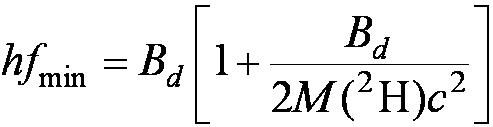 hf_min = B_d [1 + B_d / (2M(²H)c²)]